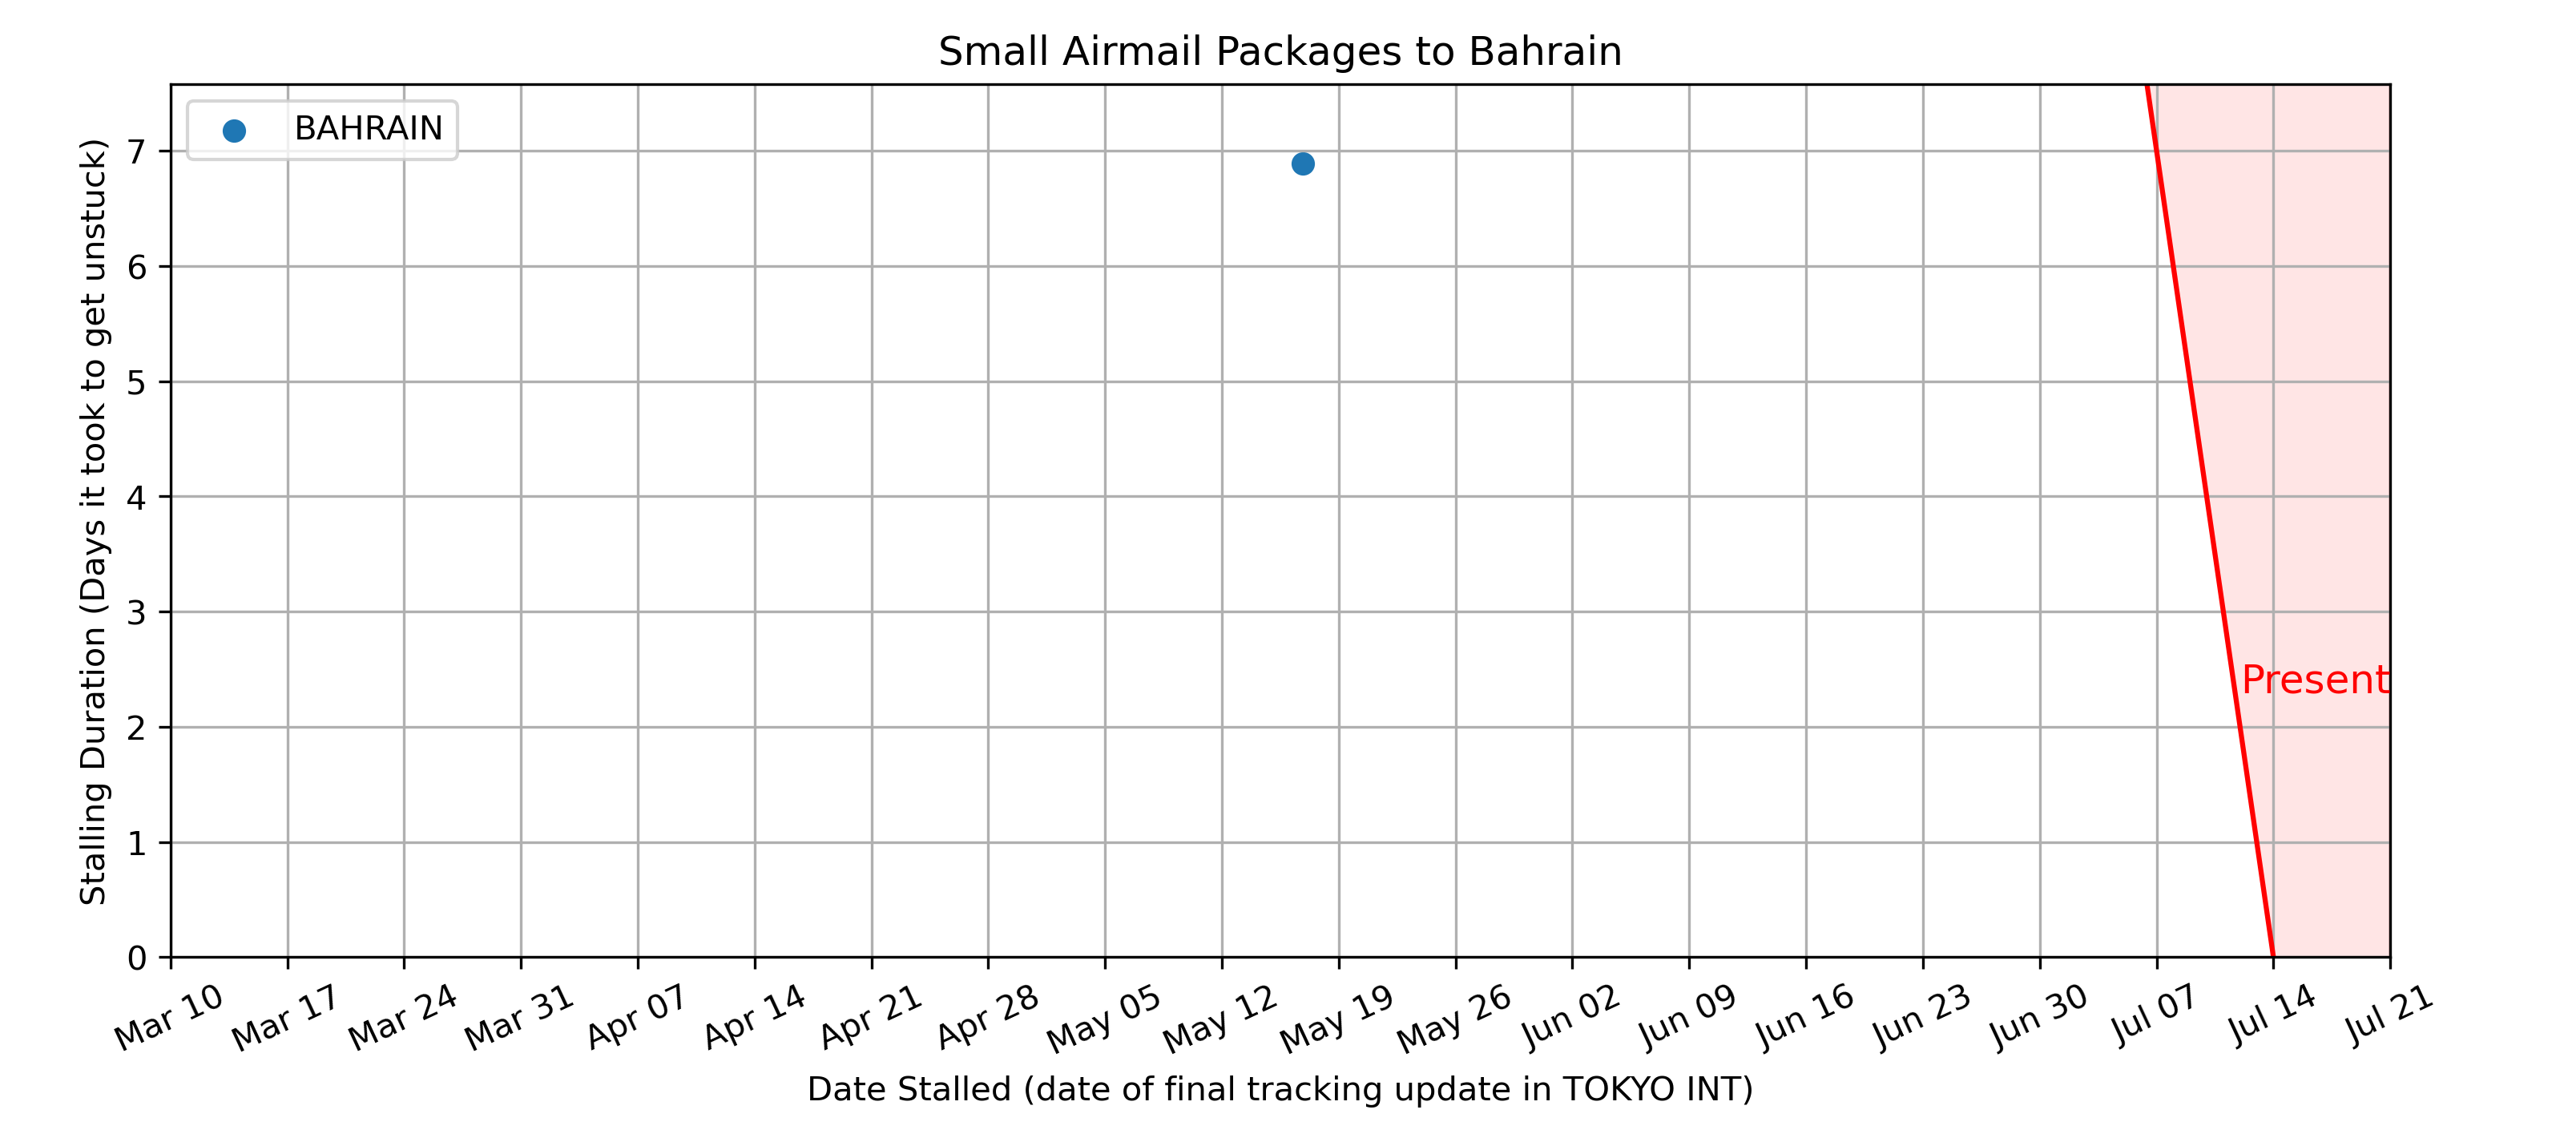 Small Airmail Packages to Bahrain
BAHRAIN
Stalling Duration (Days it took to get unstuck)
7
6
5
4
3
2
1
0
Present
Mar 10
Mar 17
Mar 24
Mar 31
Apr 07
Apr 14
Apr 21
Apr 28
May 05
May 12
May 19
May 26
Jun 02
Jun 09
Jun 16
Jun 23
Jun 30
Jul 07
Jul 14
Jul 21
Date Stalled (date of final tracking update in TOKYO INT)